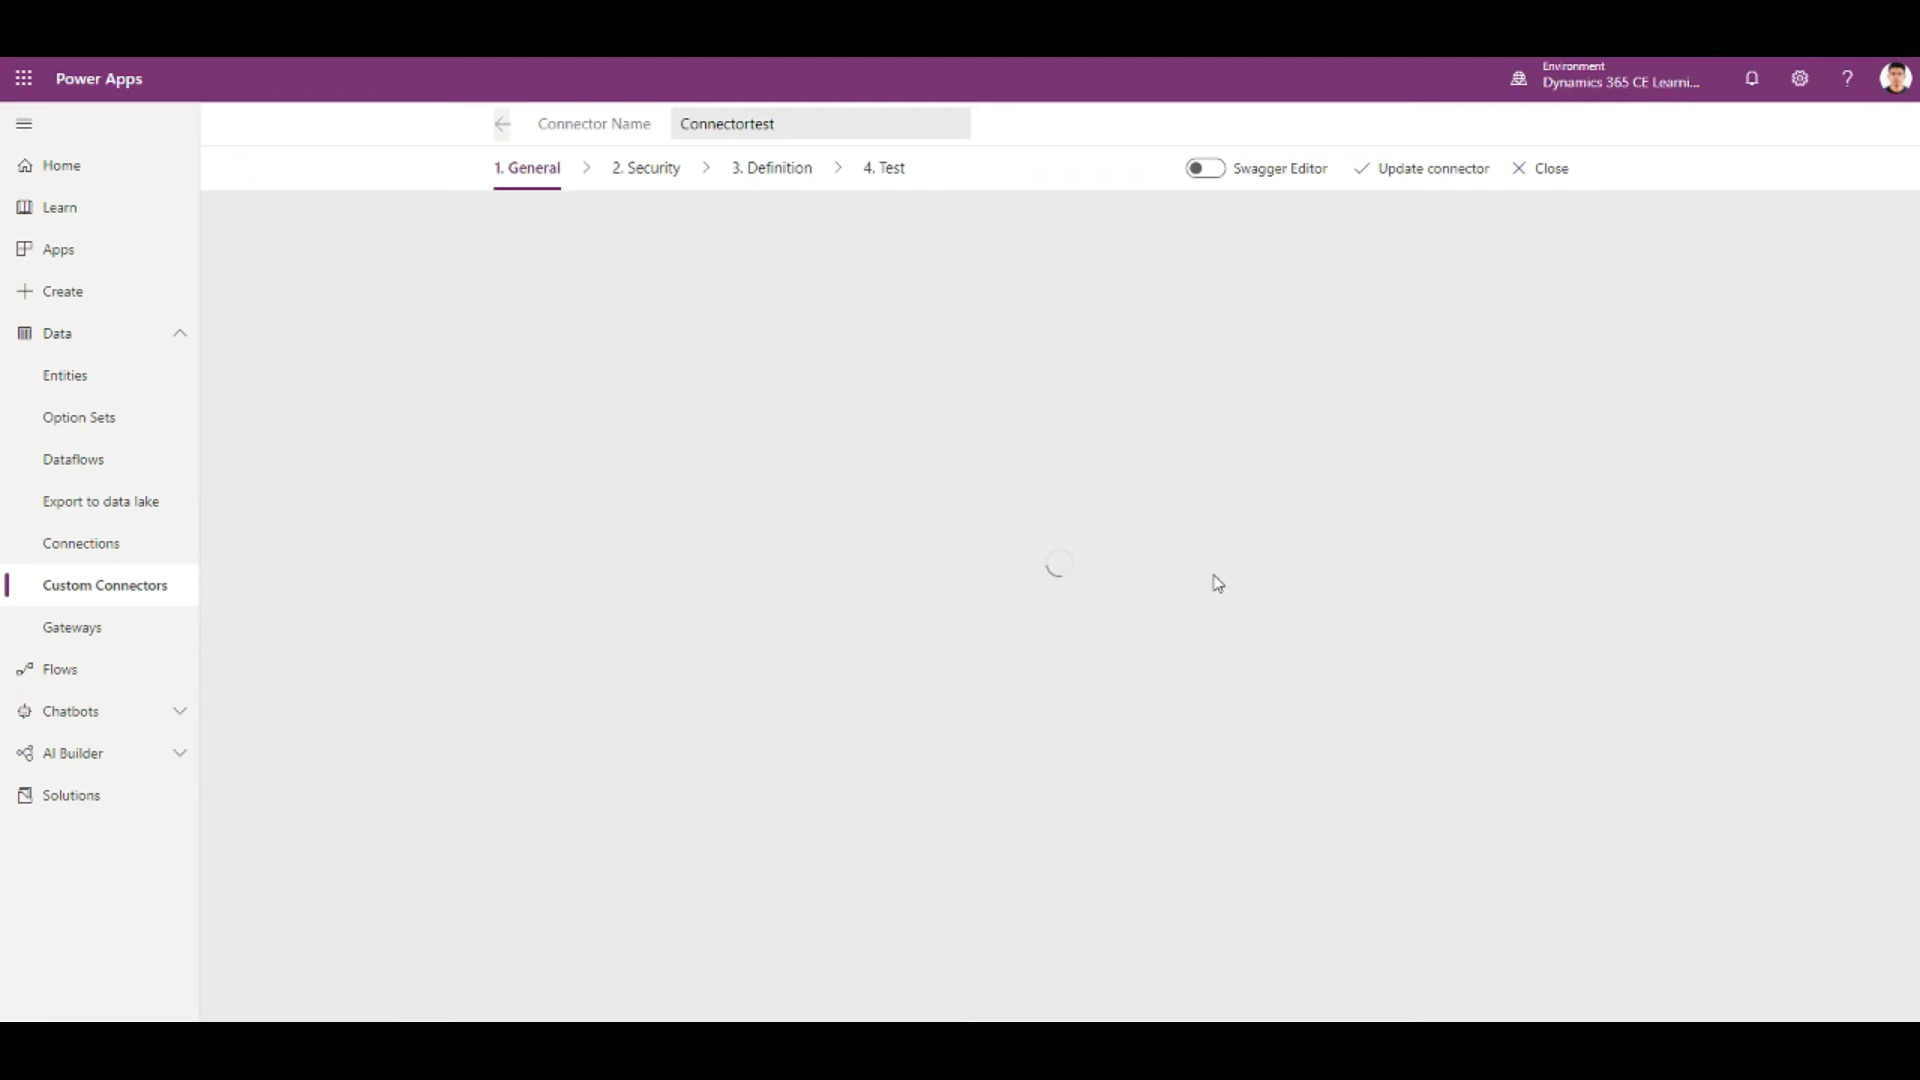 Power Apps
Environment
Dynamics 365 CE Learni...
?
Connector Name
Connectortest
1. General
2. Security
3. Definition
4. Test
Swagger Editor
Update connector
Close
Home
Learn
Apps
Create
Data
Entities
Option Sets
Dataflows
Export to data lake
Connections
Custom Connectors
Gateways
Flows
Chatbots
AI Builder
Solutions